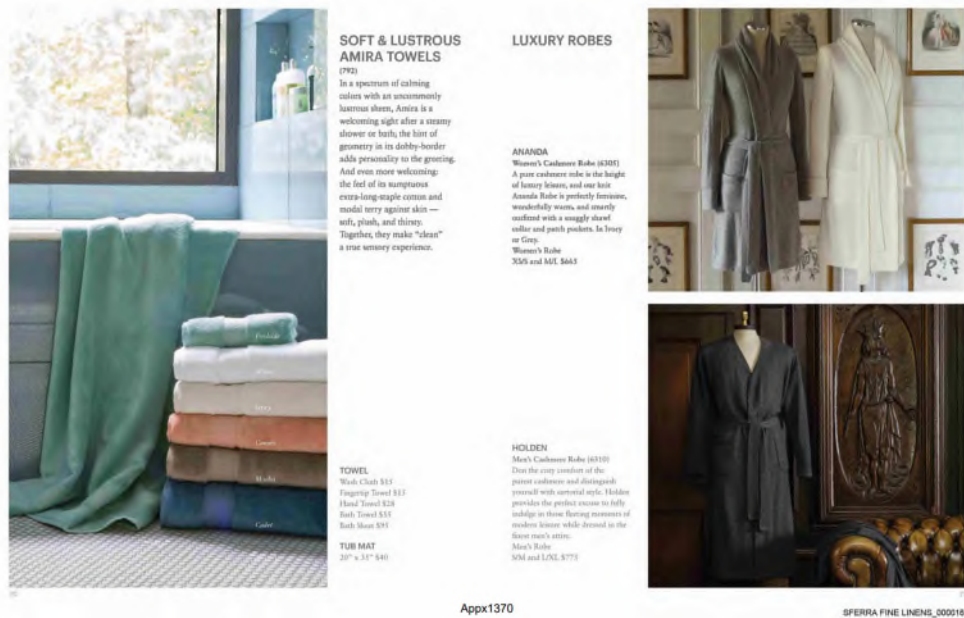 SOFT & LUSTROUS
AMIRA TOWELS
(792)
In a spectrum of calming
colors with an uncommonly
lustrous sheen, Amira is a
welcoming sight after a steamy
shower or bath; the hint of
geometry in its dobby-border
adds personality to the greeting.
And even more welcoming:
the feel of its sumptuous
extra-long-staple cotton and
modal terry against skin —
soft, plush, and thirsty.
Together, they make “clean”
a true sensory experience.
TOWEL
Wash Cloth $15
Fingertip Towel $15
Hand Towel $28
Bath Towel $55
Bath Sheet $95
TUB MAT
20" x 35" $40
LUXURY ROBES
ANANDA
Women's Cashmere Robe (6305)
A pure cashmere robe is the height
of luxury leisure, and our knit
Ananda Robe is perfectly feminine,
wonderfully warm, and smartly
outfitted with a snuggly shawl
collar and patch pockets. In Ivory
or Grey.
Women's Robe
XS/S and M/L $665
HOLDEN
Men's Cashmere Robe (6310)
Don the cozy comfort of the
purest cashmere and distinguish
yourself with sartorial style. Holden
provides the perfect excuse to fully
indulge in those fleeting moments of
modern leisure while dressed in the
finest men's attire.
Men's Robe
S/M and L/XL $775
Appx1370
SFERRA FINE LINENS_000016